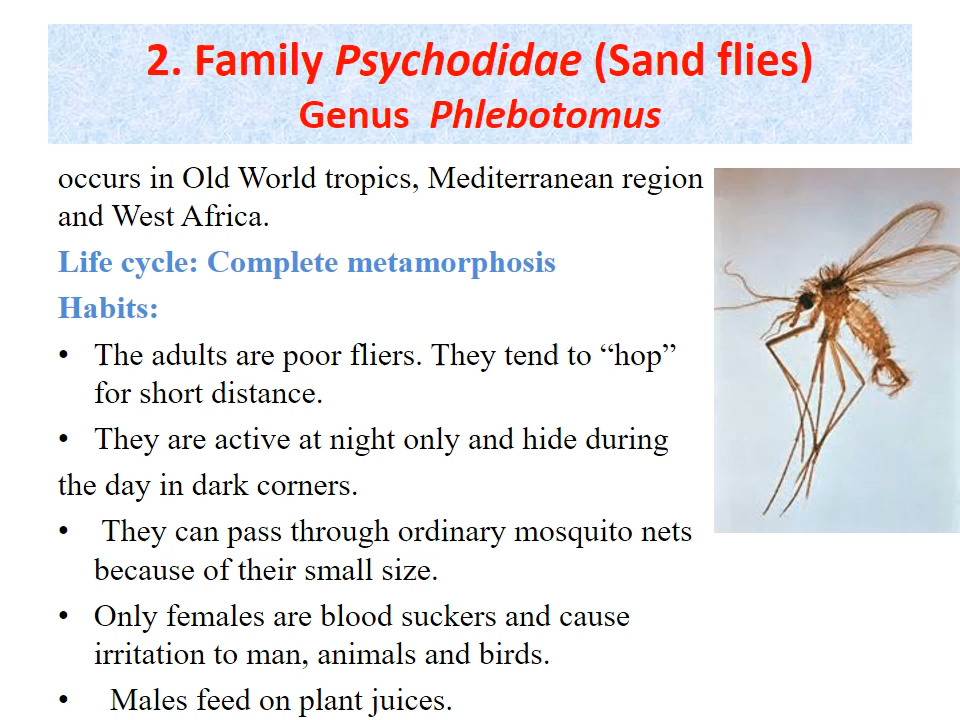 2. Family Psychodidae (Sand flies)
Genus Phlebotomus
occurs in Old World tropics, Mediterranean region
and West Africa.
Life cycle: Complete metamorphosis
Habits:
• The adults are poor fliers. They tend to “hop”
for short distance.
• They are active at night only and hide during
the day in dark corners.
• They can pass through ordinary mosquito nets
because of their small size.
• Only females are blood suckers and cause
irritation to man, animals and birds.
• Males feed on plant juices.